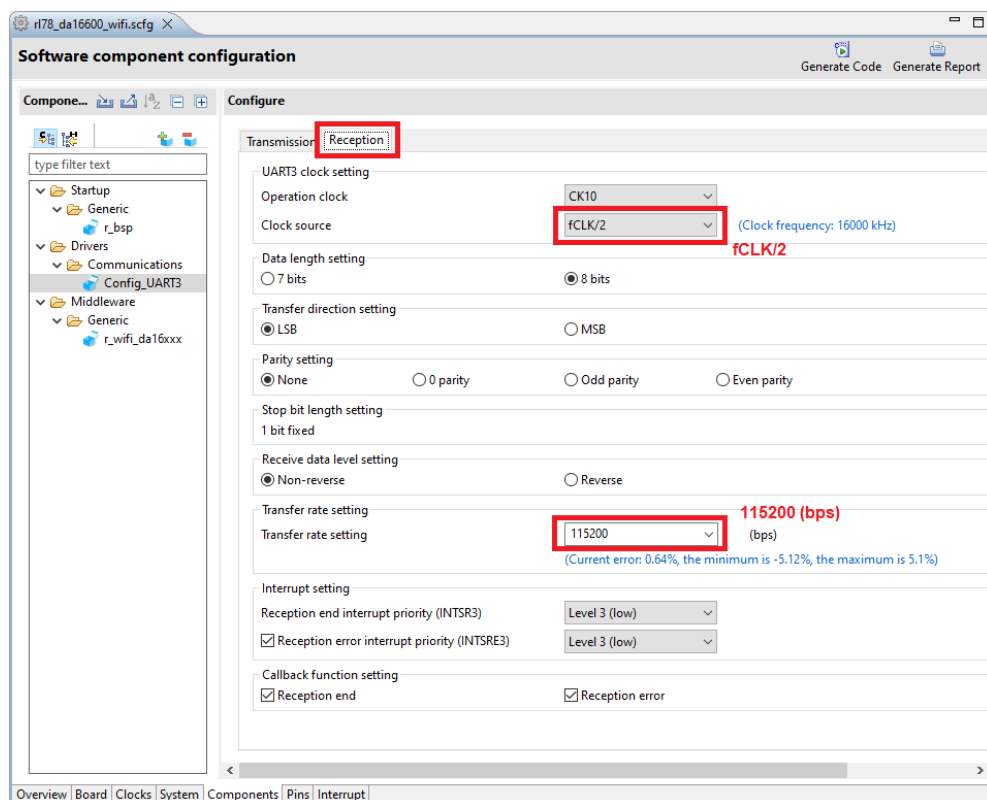 rl78_da16600_wifi.scfg
Software component configuration
Generate Code Generate Report
Compone...
Configure
type filter text
Startup
Generic
r_bsp
Drivers
Communications
Config_UART3
Middleware
Generic
r_wifi_da16xxx
Transmission Reception
UART3 clock setting
Operation clock CK10
Clock source fCLK/2 (Clock frequency: 16000 kHz)
fCLK/2
Data length setting
7 bits 8 bits
Transfer direction setting
LSB MSB
Parity setting
None 0 parity Odd parity Even parity
Stop bit length setting
1 bit fixed
Receive data level setting
Non-reverse Reverse
Transfer rate setting
115200 (bps)
Transfer rate setting 115200 (bps)
(Current error: 0.64%, the minimum is -5.12%, the maximum is 5.1%)
Interrupt setting
Reception end interrupt priority (INTSR3) Level 3 (low)
Reception error interrupt priority (INTSRE3) Level 3 (low)
Callback function setting
Reception end Reception error
Overview Board Clocks System Components Pins Interrupt